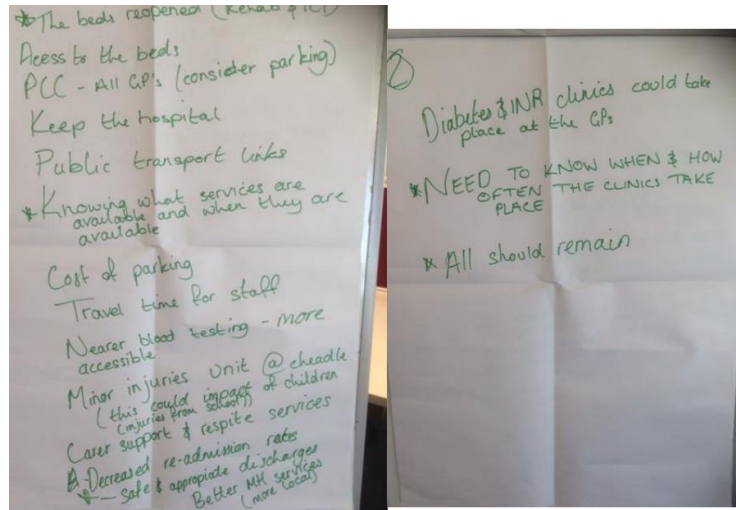 * The beds reopened (Rehab &
Acess to the beds
PCC - All GP's (consider parking)
Keep the hospital
Public transport links
* Knowing what services are
available and when they are
available
Cost of parking
Travel time for staff
Nearer blood testing - more
accessible
Minor injuries Unit @ cheadle
(this could impact of children
(injuries from school))
Carer support & respite services
Decreased re-admission rates
* - Safe & appropiate discharges
Better MH services
(more local)
2
Diabetes & INR clinics could take
place at the GPs
* NEED TO KNOW WHEN & HOW
OFTEN THE CLINICS TAKE
PLACE
* All should remain